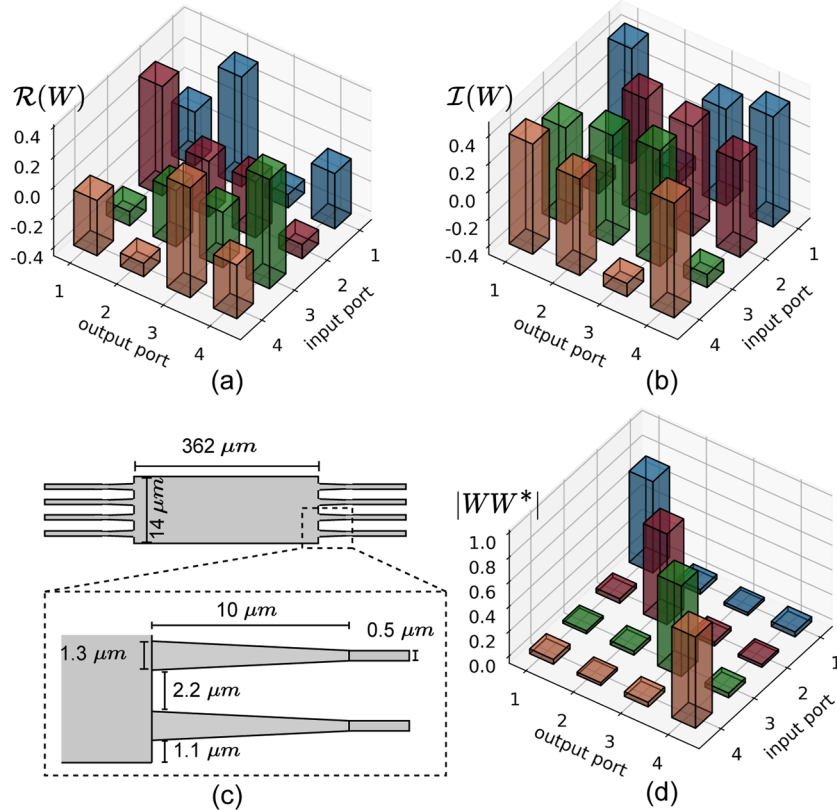 R(W)
0.4
0.2
0.0
-0.2
-0.4
1
2
3
4
output port
1
2
3
4
input port
(a)
I(W)
0.4
0.2
0.0
-0.2
-0.4
1
2
3
4
output port
1
2
3
4
input port
(b)
362 μm
14 μm
10 μm
0.5 μm
1.3 μm
2.2 μm
1.1 μm
(c)
|WW*|
1.0
0.8
0.6
0.4
0.2
0.0
1
2
3
4
output port
1
2
3
4
input port
(d)